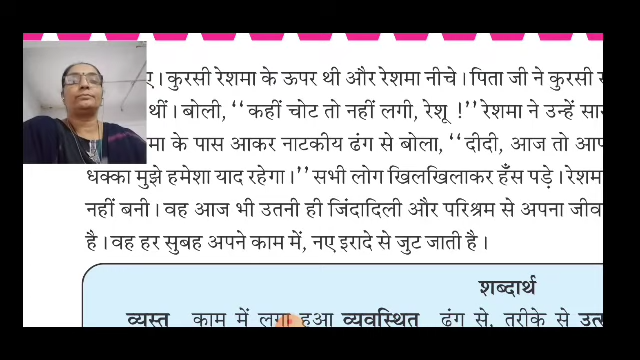 ए। कुरसी रेशमा के ऊपर थी और रेशमा नीचे। पिता जी ने कुरसी
थीं। बोली, “कहीं चोट तो नहीं लगी, रेशू !” रेशमा ने उन्हें
मा के पास आकर नाटकीय ढंग से बोला, “दीदी, आज तो
धक्का मुझे हमेशा याद रहेगा।” सभी लोग खिलखिलाकर हँस पड़े।
नहीं बनी। वह आज भी उतनी ही जिंदादिली और परिश्रम से अपना
है। वह हर सुबह अपने काम में, नए इरादे से जुट जाती है।
शब्दार्थ
व्यस्त काम में लगा हुआ व्यवस्थित ढंग से, तरीके से